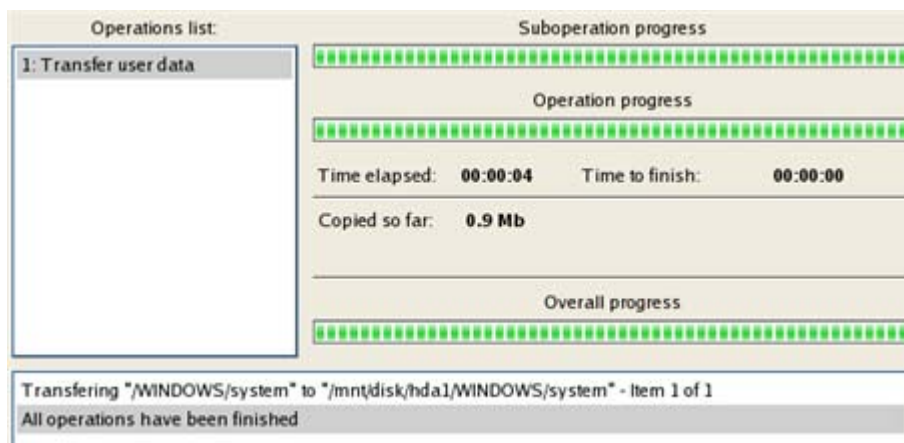 Operations list:
1: Transfer user data
Suboperation progress
Operation progress
Time elapsed: 00:00:04 Time to finish: 00:00:00
Copied so far: 0.9 Mb
Overall progress
Transfering "/WINDOWS/system" to "/mnt/disk/hda1/WINDOWS/system" - Item 1 of 1
All operations have been finished